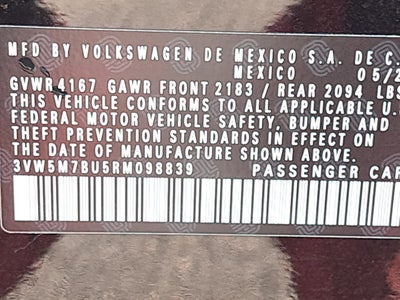 MFD BY VOLKSWAGEN DE MEXICO S.A. DE C.
MEXICO 05/2
GVWR 4167 GAWR FRONT 2183 / REAR 2094 LBS
THIS VEHICLE CONFORMS TO ALL APPLICABLE U.
FEDERAL MOTOR VEHICLE SAFETY, BUMPER AND
THEFT PREVENTION STANDARDS IN EFFECT ON
THE DATE OF MANUFACTURE SHOWN ABOVE.
3VW5M7BU5RM098839 PASSENGER CAR